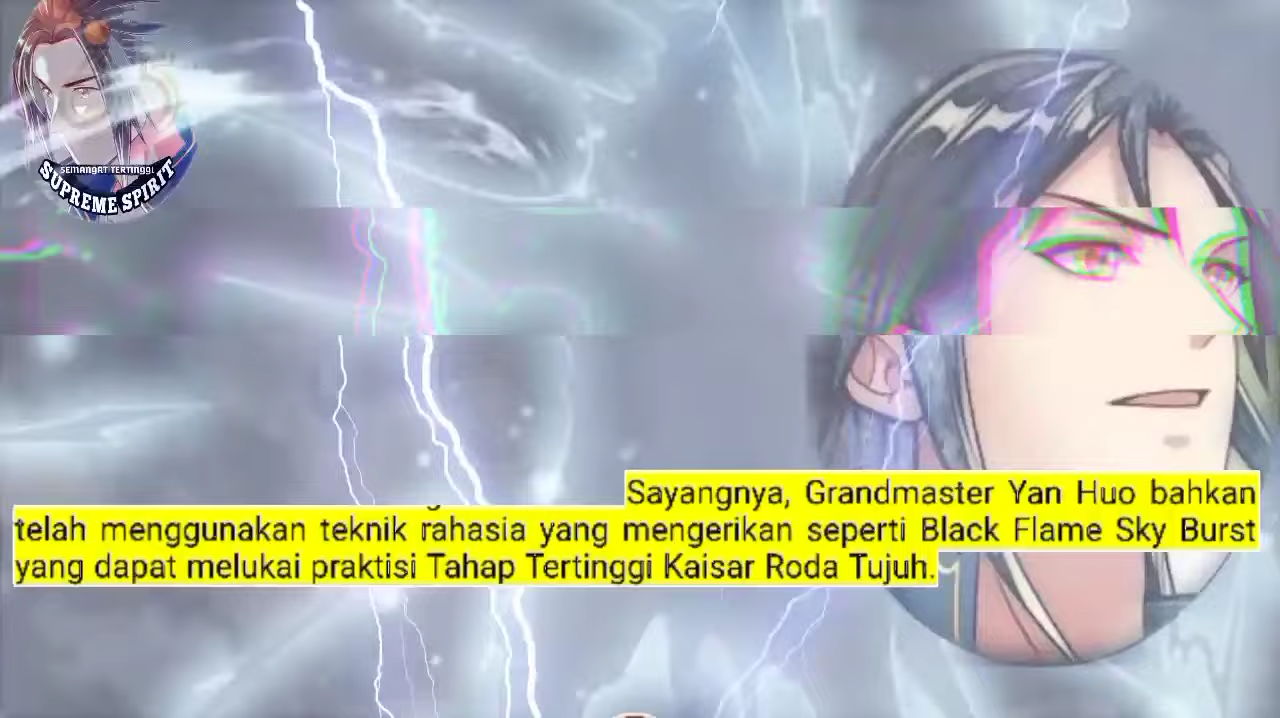 SEMANGAT TERTINGGI
SUPREME SPIRIT
Sayangnya, Grandmaster Yan Huo bahkan
telah menggunakan teknik rahasia yang mengerikan seperti Black Flame Sky Burst
yang dapat melukai praktisi Tahap Tertinggi Kaisar Roda Tujuh.